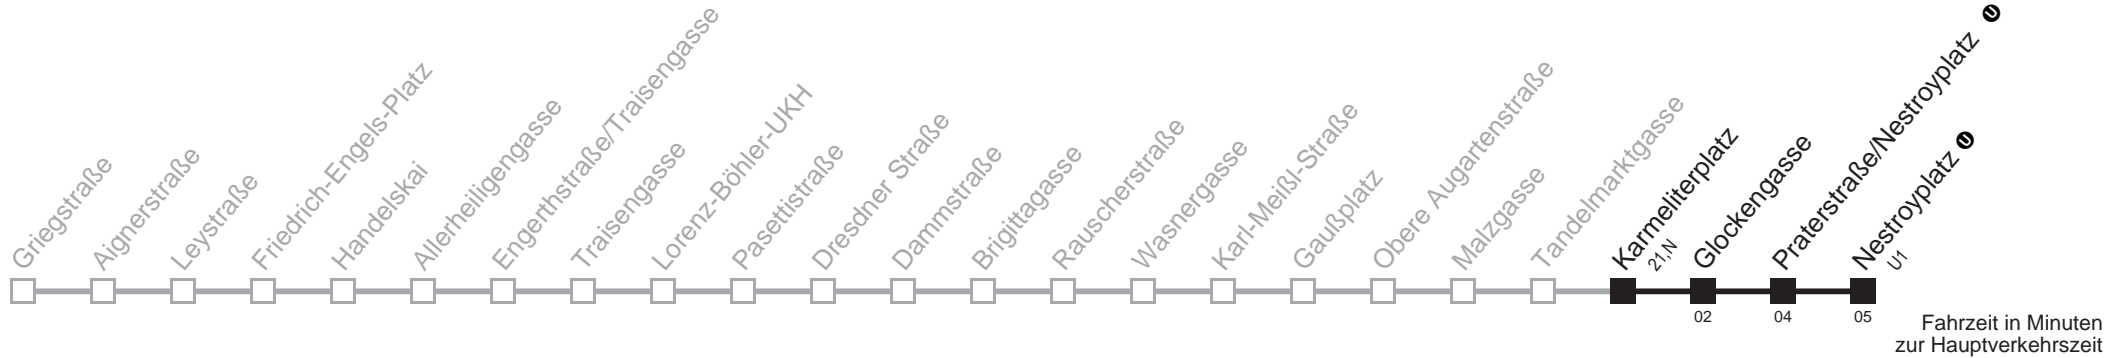 Griegstraße
Aignerstraße
Leystraße
Friedrich-Engels-Platz
Handelskai
Allerheiligengasse
Engerthstraße/Traisengasse
Traisengasse
Lorenz-Böhler-UKH
Pasettistraße
Dresdner Straße
Dammstraße
Brigittagasse
Rauscherstraße
Wasnergasse
Karl-Meißl-Straße
Gaußplatz
Obere Augartenstraße
Malzgasse
Tandelmarktgasse
Karmeliterplatz
21,N
Glockengasse
Praterstraße/Nestroyplatz U
Nestroyplatz U
U1
02
04
05
Fahrzeit in Minuten
zur Hauptverkehrszeit